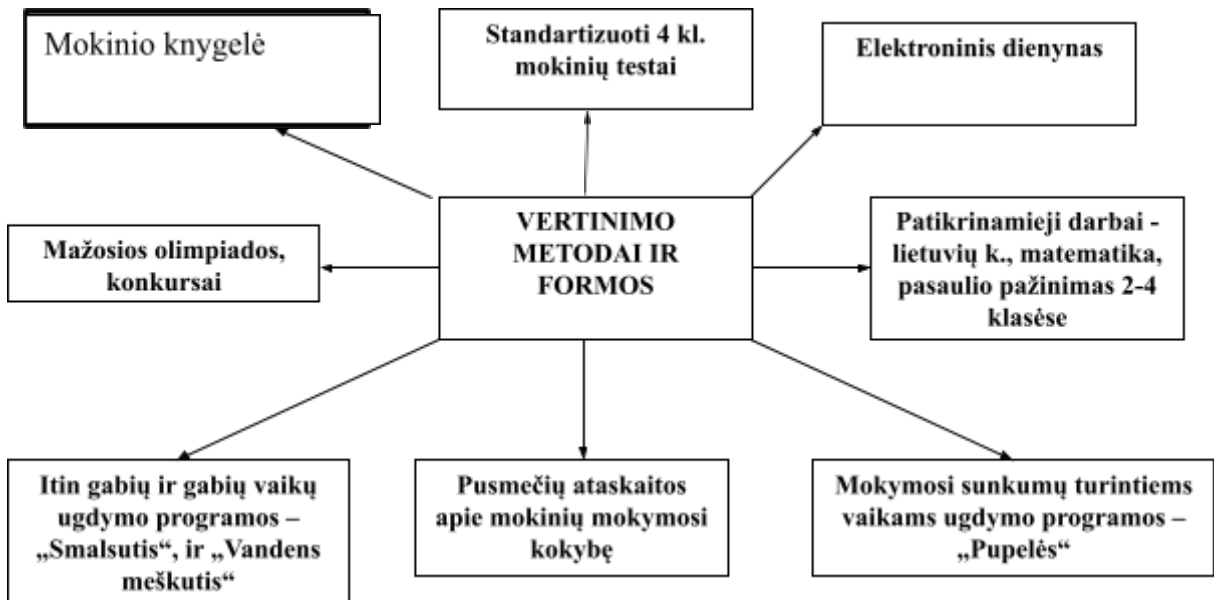 Mokinio knygelė
Standartizuoti 4 kl.
mokinių testai
Elektroninis dienynas
Mažosios olimpiados,
konkursai
VERTINIMO
METODAI IR
FORMOS
Patikrinamieji darbai -
lietuvių k., matematika,
pasaulio pažinimas 2-4
klasėse
Itin gabių ir gabių vaikų
ugdymo programos –
„Smalsutis“, ir „Vandens
meškutis“
Pusmečių ataskaitos
apie mokinių mokymosi
kokybę
Mokymosi sunkumų turintiems
vaikams ugdymo programos –
„Pupelės“